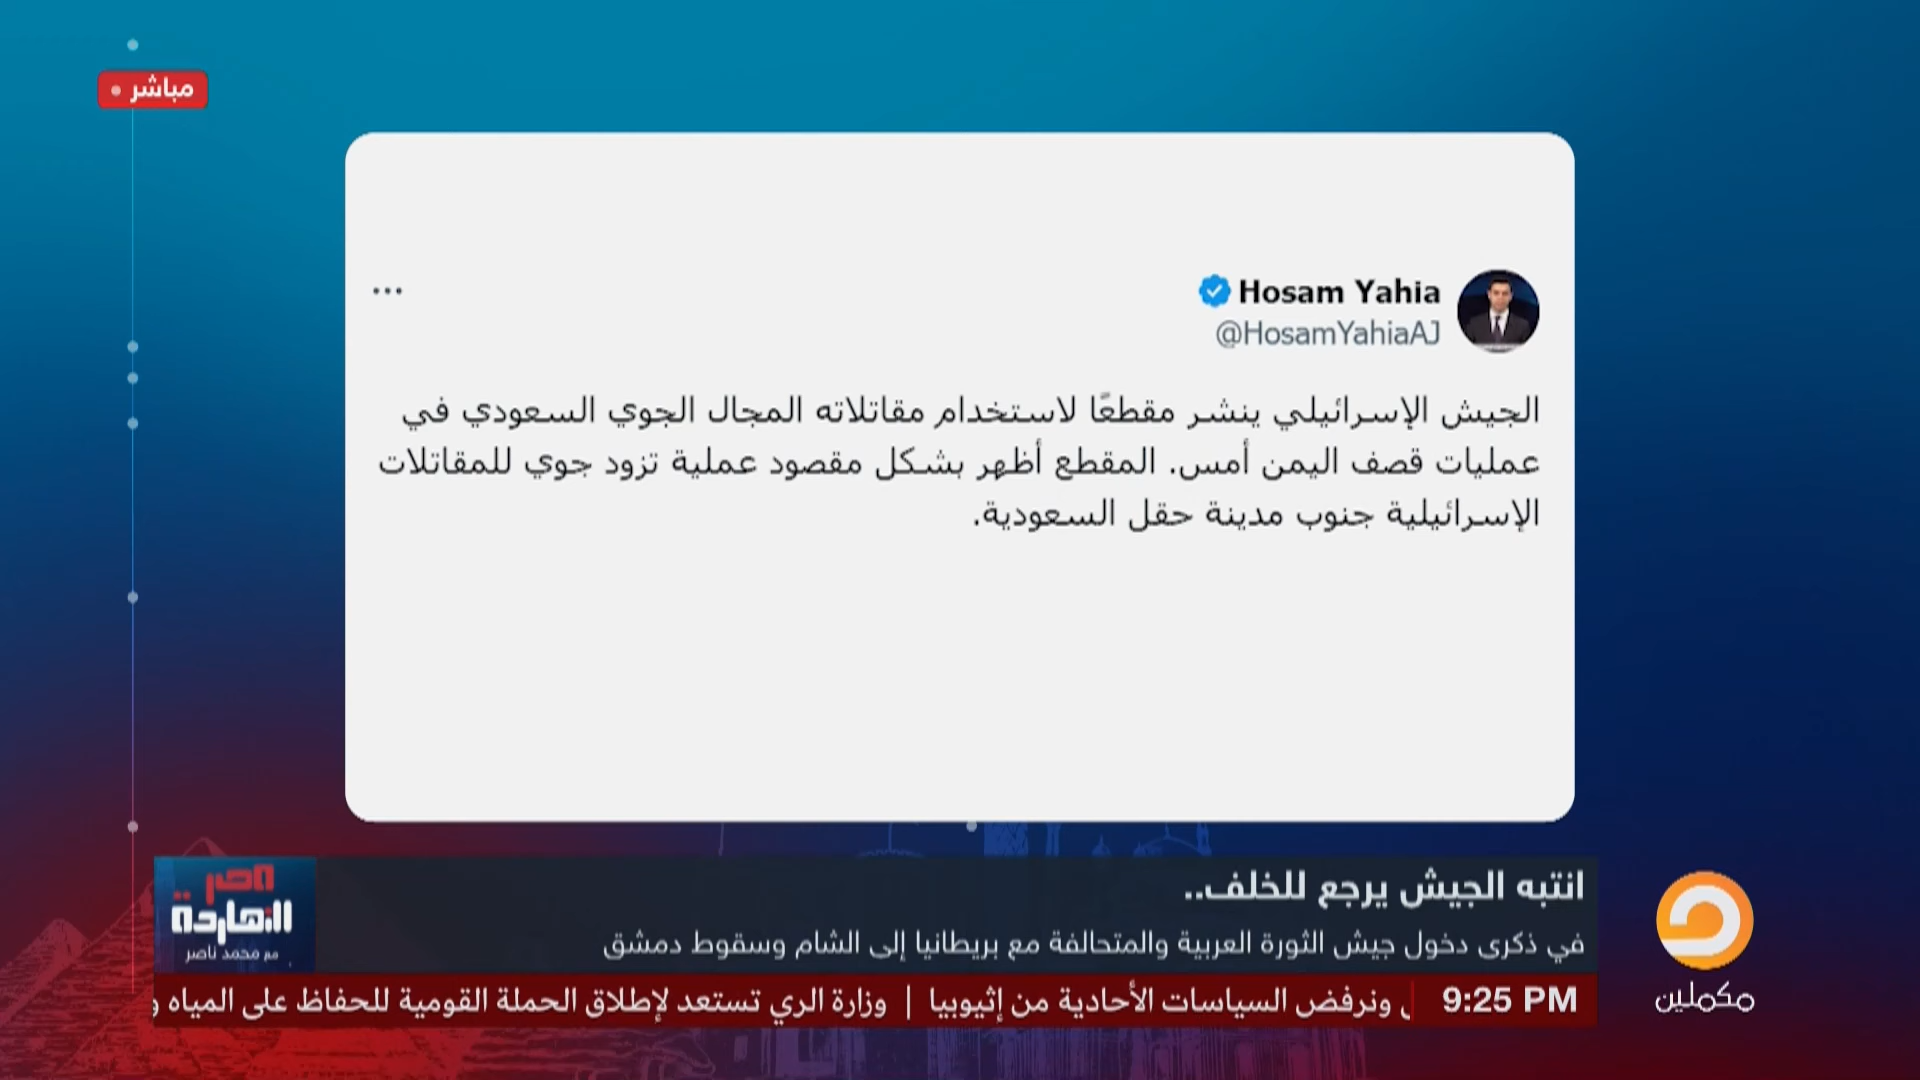 مباشر
Hosam Yahia
@HosamYahiaAJ
الجيش الإسرائيلي ينشر مقطعًا لاستخدام مقاتلاته المجال الجوي السعودي في
عمليات قصف اليمن أمس. المقطع أظهر بشكل مقصود عملية تزود جوي للمقاتلات
الإسرائيلية جنوب مدينة حقل السعودية.
انتبه الجيش يرجع للخلف..
في ذكرى دخول جيش الثورة العربية والمتحالفة مع بريطانيا إلى الشام وسقوط دمشق
مصر
النهاردة
مع محمد ناصر
9:25 PM
ونرفض السياسات الأحادية من إثيوبيا | وزارة الري تستعد لإطلاق الحملة القومية للحفاظ على المياه و
مكملين